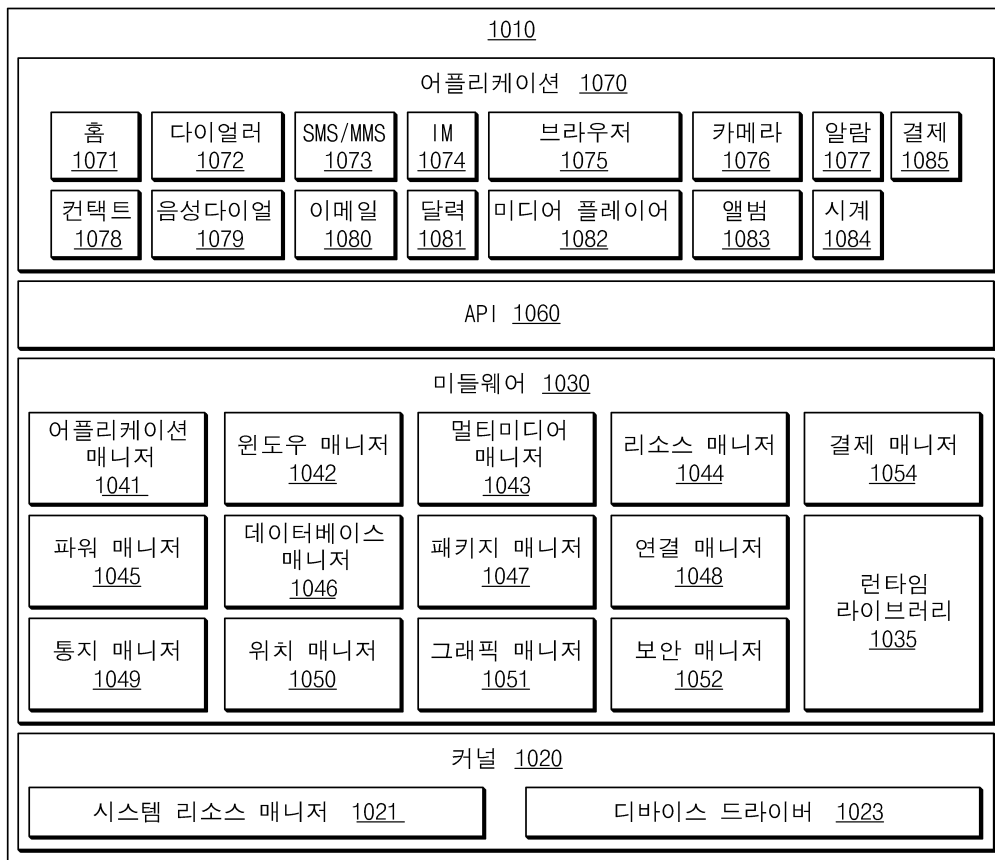 1010
어플리케이션 1070
홈
1071
다이얼러
1072
SMS/MMS
1073
IM
1074
브라우저
1075
카메라
1076
알람
1077
결제
1085
컨택트
1078
음성다이얼
1079
이메일
1080
달력
1081
미디어 플레이어
1082
앨범
1083
시계
1084
API 1060
미들웨어 1030
어플리케이션
매니저
1041
윈도우 매니저
1042
멀티미디어
매니저
1043
리소스 매니저
1044
결제 매니저
1054
파워 매니저
1045
데이터베이스
매니저
1046
패키지 매니저
1047
연결 매니저
1048
런타임
라이브러리
1035
통지 매니저
1049
위치 매니저
1050
그래픽 매니저
1051
보안 매니저
1052
커널 1020
시스템 리소스 매니저 1021
디바이스 드라이버 1023